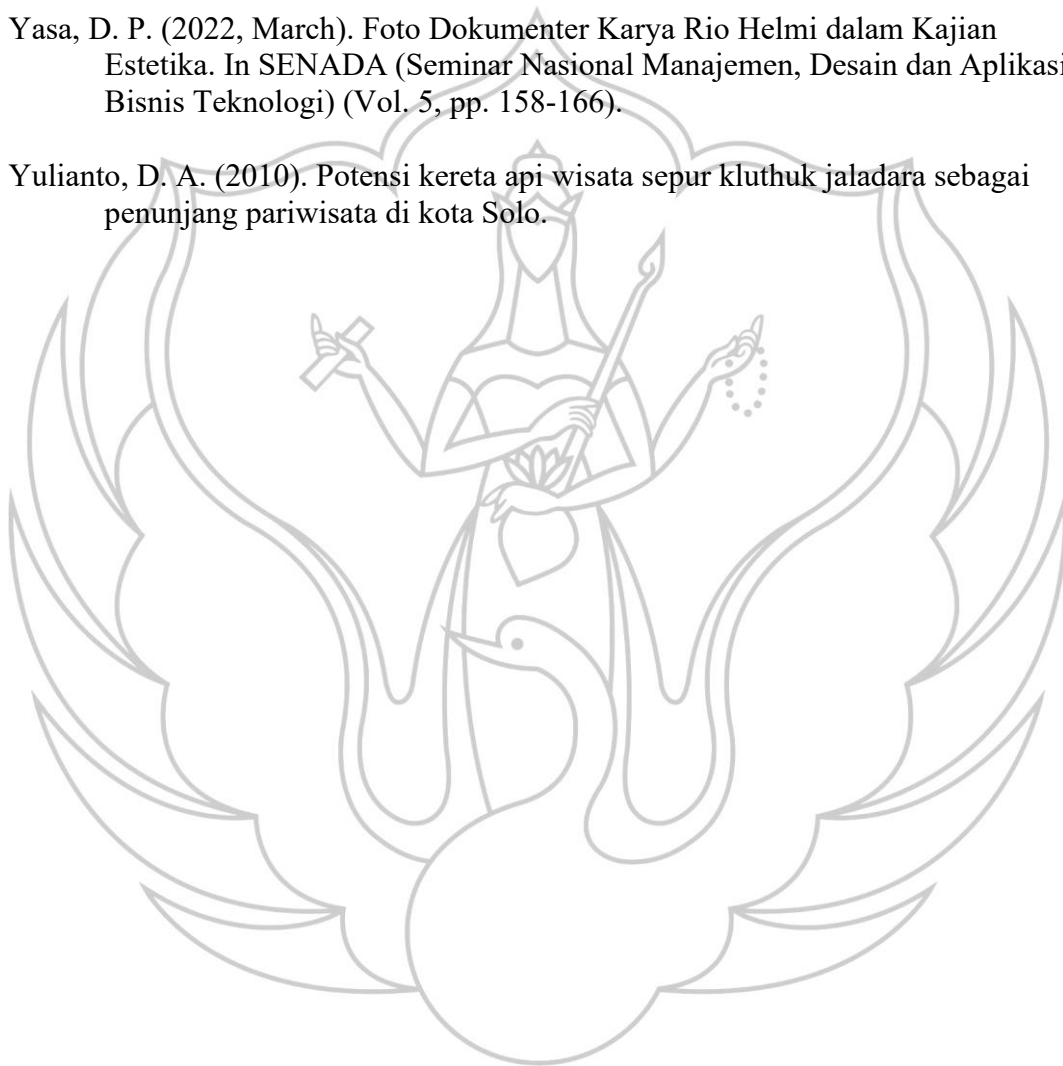 Yasa, D. P. (2022, March). Foto Dokumenter Karya Rio Helmi dalam Kajian
Estetika. In SENADA (Seminar Nasional Manajemen, Desain dan Aplikasi
Bisnis Teknologi) (Vol. 5, pp. 158-166).
Yulianto, D. A. (2010). Potensi kereta api wisata sepur kluthuk jaladara sebagai
penunjang pariwisata di kota Solo.